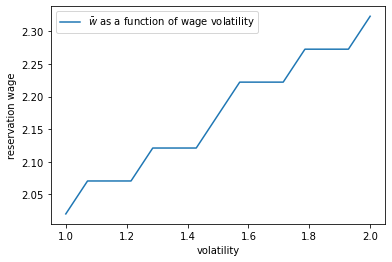 w̄ as a function of wage volatility
reservation wage
2.30
2.25
2.20
2.15
2.10
2.05
1.0 1.2 1.4 1.6 1.8 2.0
volatility